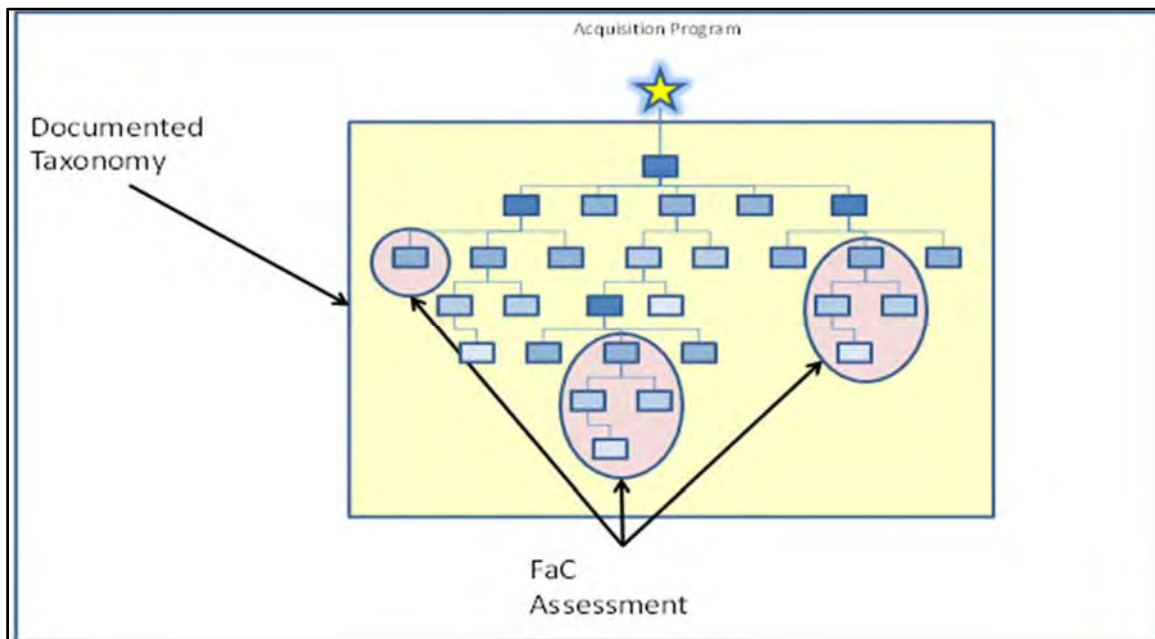 Acquisition Program
Documented
Taxonomy
FaC
Assessment